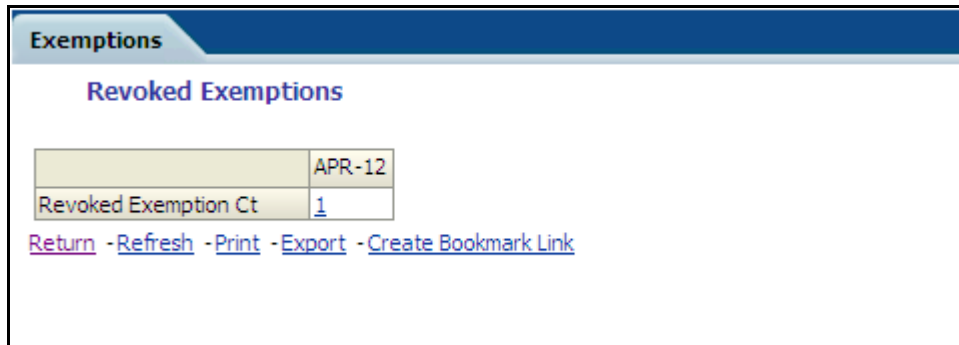 Exemptions
Revoked Exemptions
APR-12
Revoked Exemption Ct 1
Return - Refresh - Print - Export - Create Bookmark Link